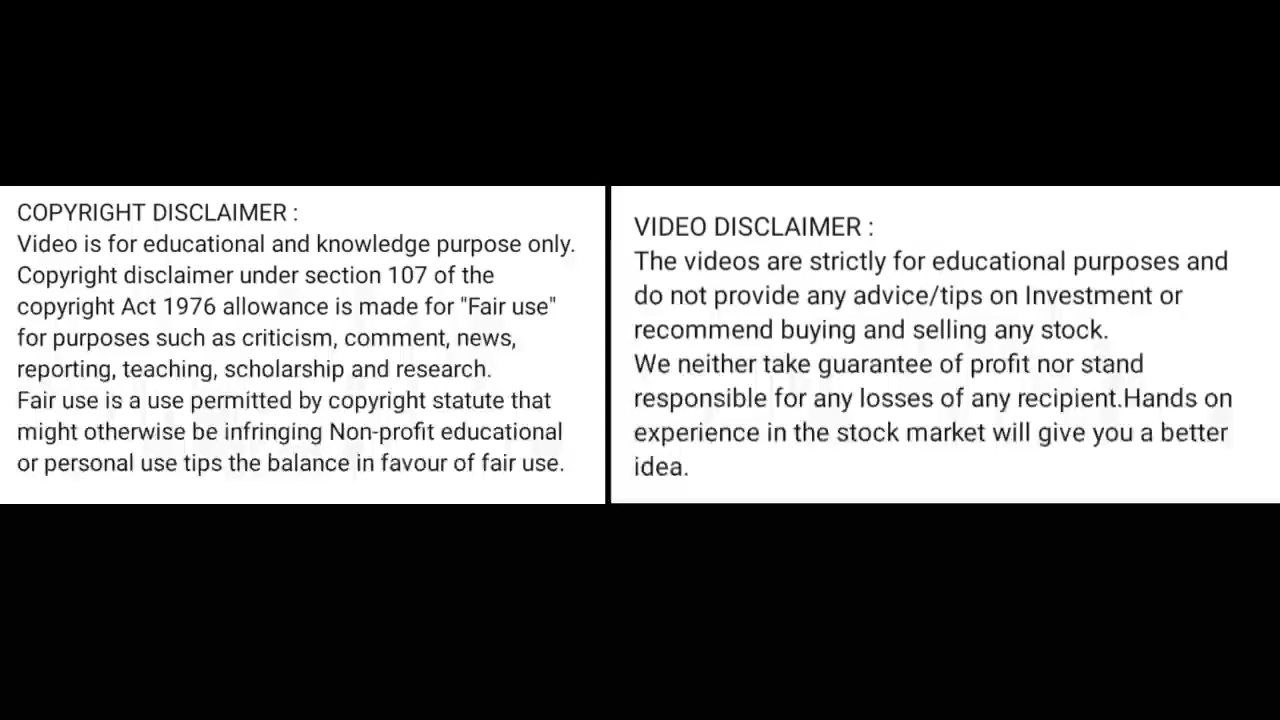 COPYRIGHT DISCLAIMER :
Video is for educational and knowledge purpose only.
Copyright disclaimer under section 107 of the
copyright Act 1976 allowance is made for "Fair use"
for purposes such as criticism, comment, news,
reporting, teaching, scholarship and research.
Fair use is a use permitted by copyright statute that
might otherwise be infringing Non-profit educational
or personal use tips the balance in favour of fair use.
VIDEO DISCLAIMER :
The videos are strictly for educational purposes and
do not provide any advice/tips on Investment or
recommend buying and selling any stock.
We neither take guarantee of profit nor stand
responsible for any losses of any recipient.Hands on
experience in the stock market will give you a better
idea.